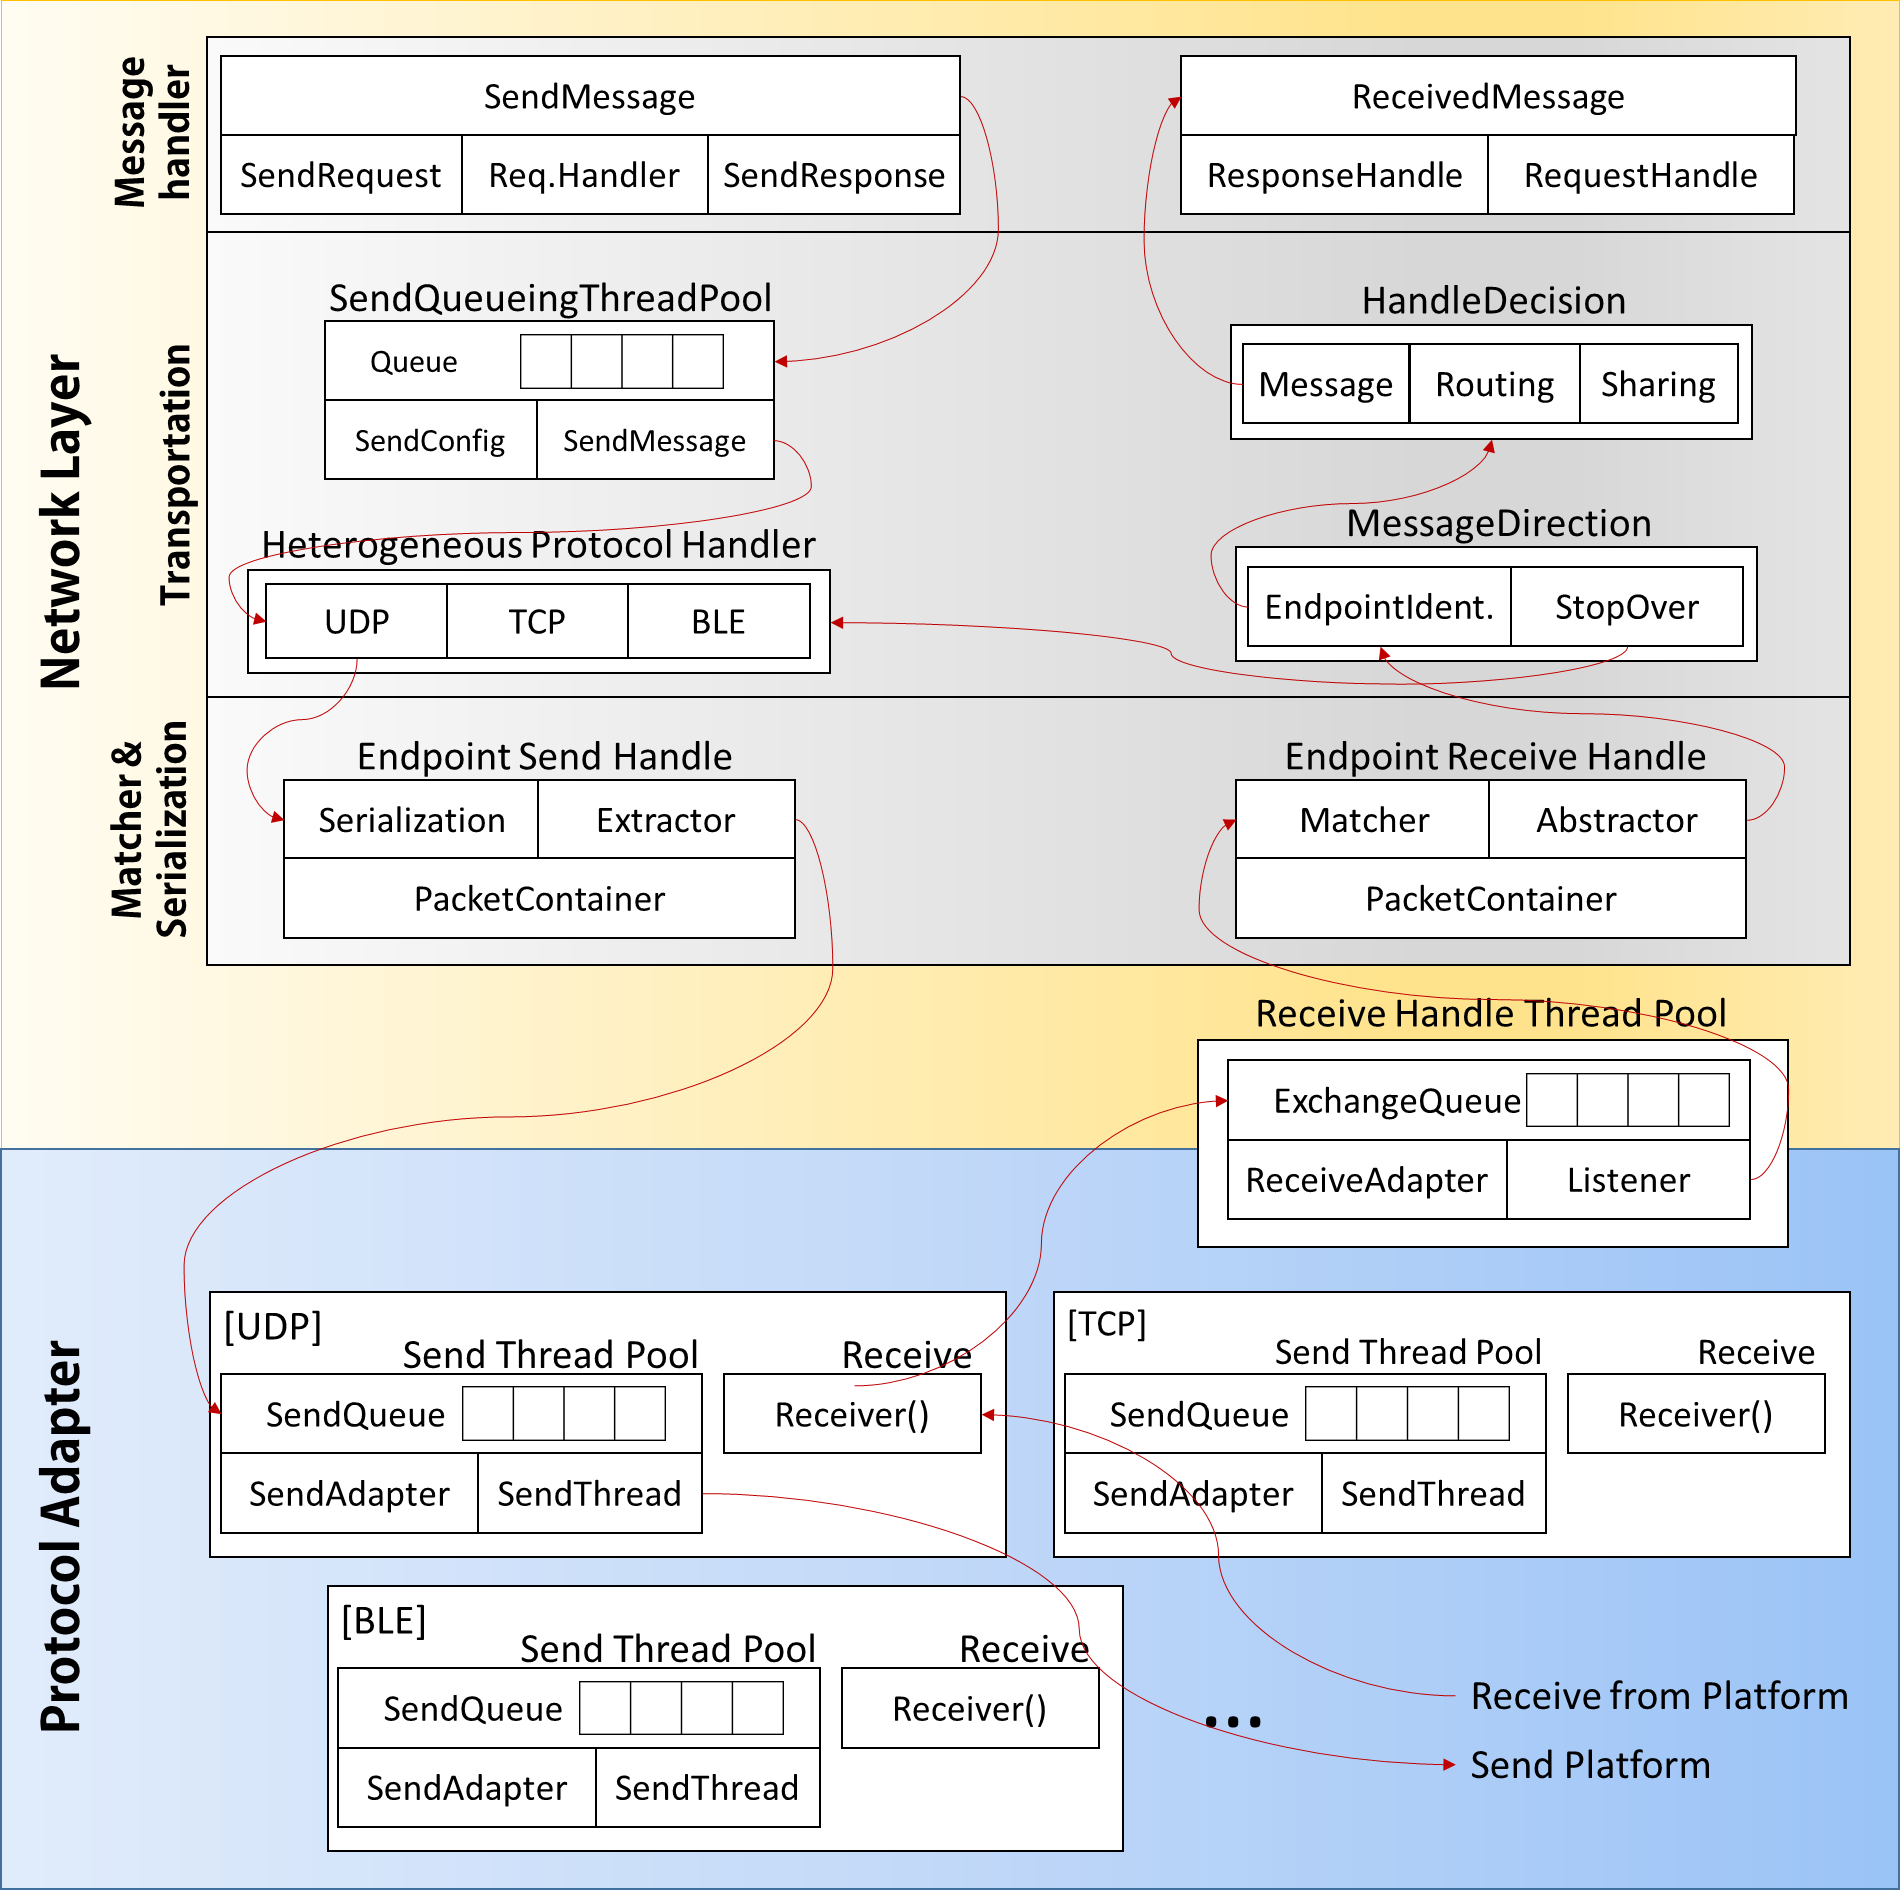 Network Layer
Message
handler
SendMessage
SendRequest
Req.Handler
SendResponse
ReceivedMessage
ResponseHandle
RequestHandle
Transportation
SendQueueingThreadPool
Queue
SendConfig
SendMessage
HandleDecision
Message
Routing
Sharing
Heterogeneous Protocol Handler
UDP
TCP
BLE
MessageDirection
EndpointIdent.
StopOver
Matcher &
Serialization
Endpoint Send Handle
Serialization
Extractor
PacketContainer
Endpoint Receive Handle
Matcher
Abstractor
PacketContainer
Receive Handle Thread Pool
ExchangeQueue
ReceiveAdapter
Listener
Protocol Adapter
[UDP]
Send Thread Pool
Receive
SendQueue
Receiver()
SendAdapter
SendThread
[TCP]
Send Thread Pool
Receive
SendQueue
Receiver()
SendAdapter
SendThread
[BLE]
Send Thread Pool
Receive
SendQueue
Receiver()
SendAdapter
SendThread
...
Receive from Platform
Send Platform